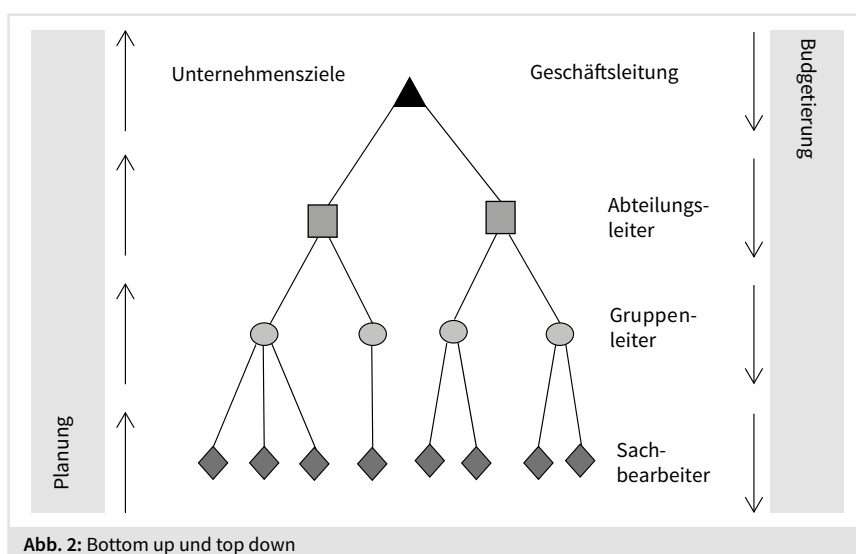 Unternehmensziele
Geschäftsleitung
Budgetierung
Abteilungs-
leiter
Gruppen-
leiter
Planung
Sach-
bearbeiter
Abb. 2: Bottom up und top down